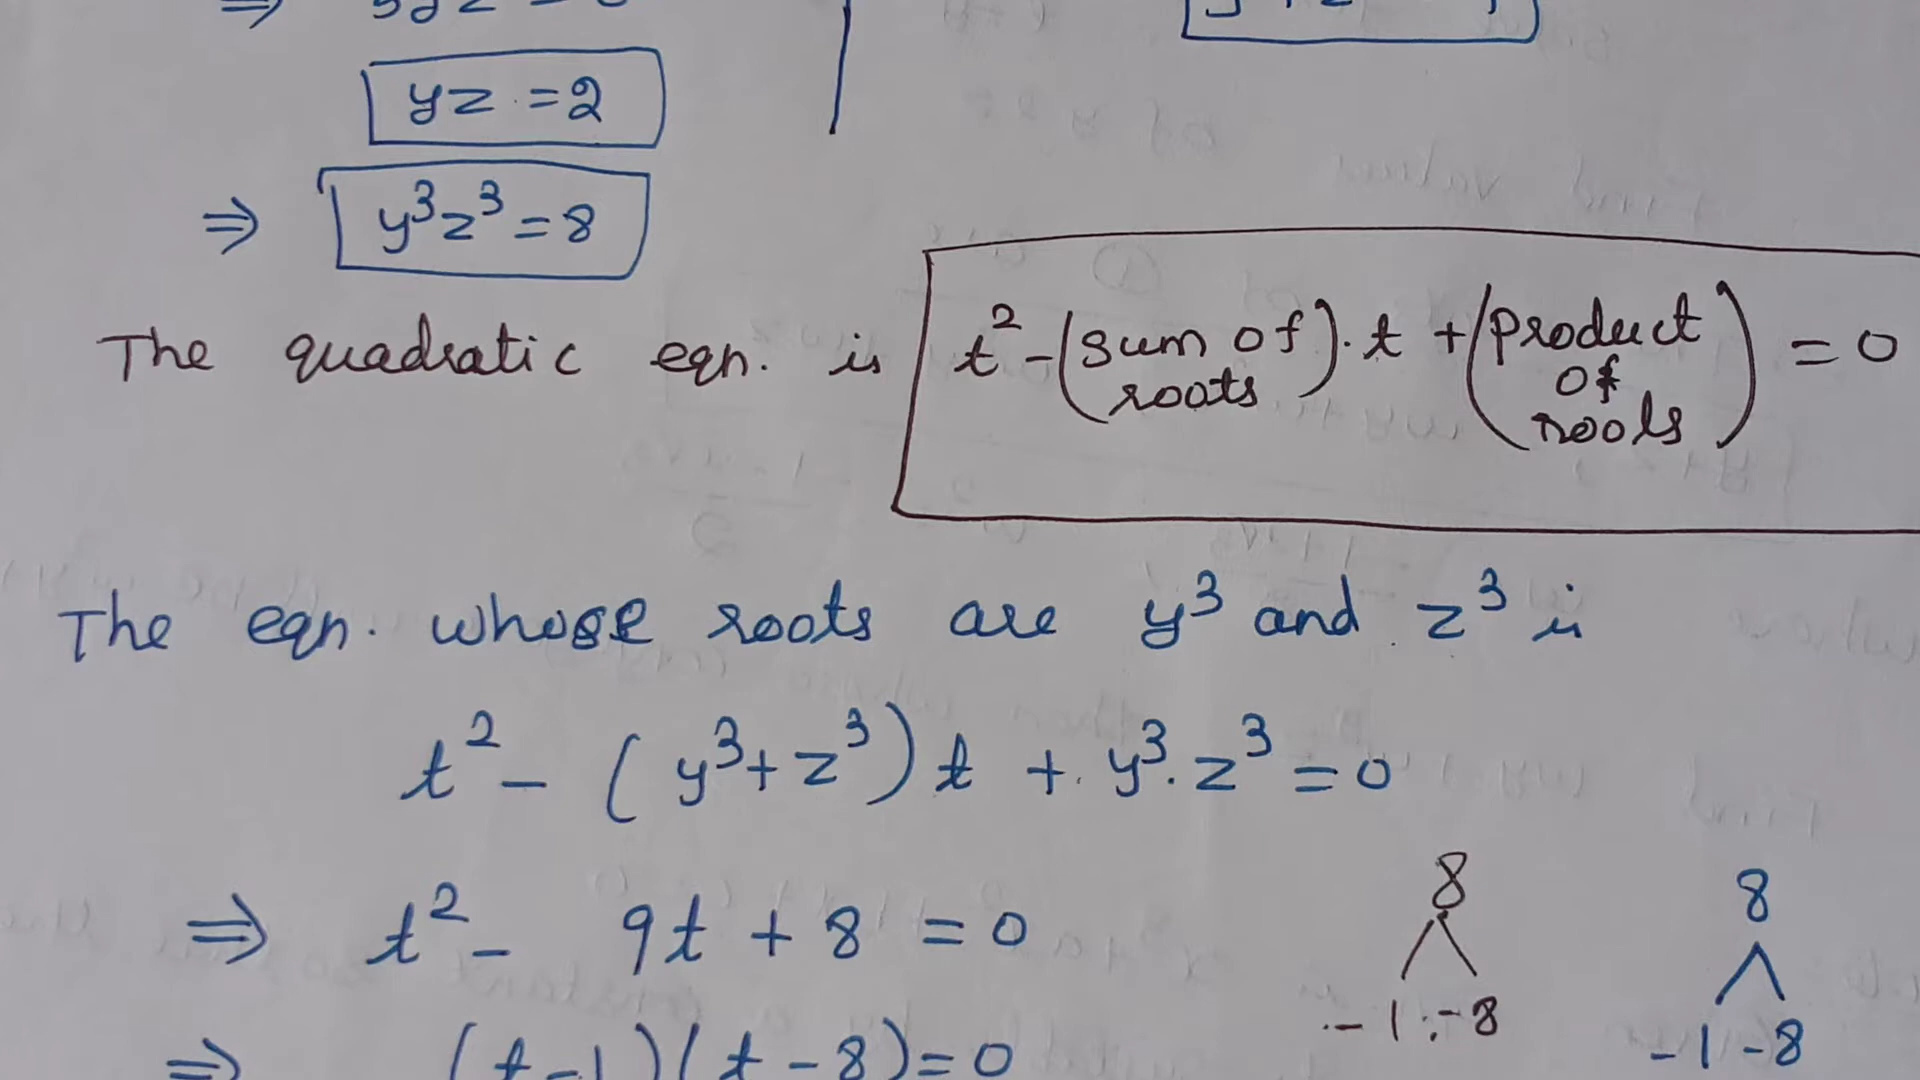 yz = 2
⇒ y³z³ = 8
The quadratic eqn. is t² - (sum of roots). t + (product of roots) = 0
The eqn. whose roots are y³ and z³ is
t² - ( y³ + z³ ) t + y³. z³ = 0
⇒ t² - 9t + 8 = 0
8
-1 -8
8
-1 -8
⇒ (t-1)(t-8)=0